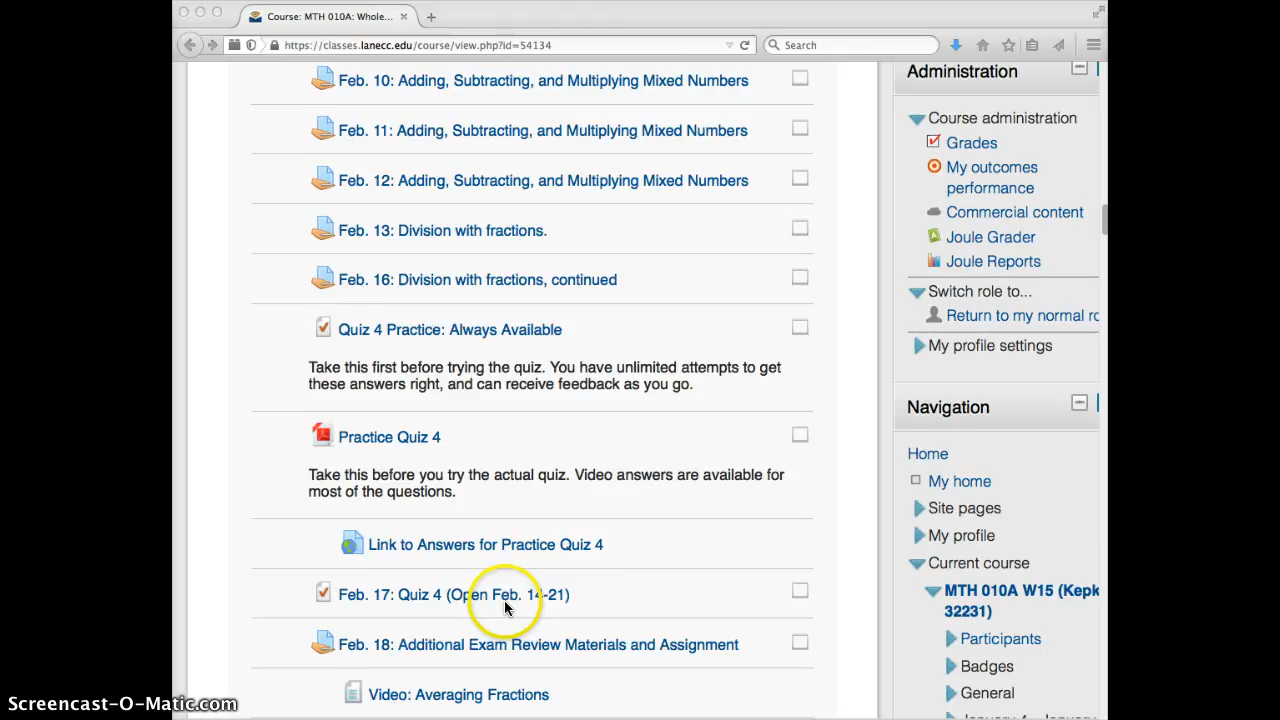 Course: MTH 010A: Whole...
https://classes.lanecc.edu/course/view.php?id=54134
Search
Feb. 10: Adding, Subtracting, and Multiplying Mixed Numbers
Feb. 11: Adding, Subtracting, and Multiplying Mixed Numbers
Feb. 12: Adding, Subtracting, and Multiplying Mixed Numbers
Feb. 13: Division with fractions.
Feb. 16: Division with fractions, continued
Quiz 4 Practice: Always Available
Take this first before trying the quiz. You have unlimited attempts to get
these answers right, and can receive feedback as you go.
Practice Quiz 4
Take this before you try the actual quiz. Video answers are available for
most of the questions.
Link to Answers for Practice Quiz 4
Feb. 17: Quiz 4 (Open Feb. 14-21)
Feb. 18: Additional Exam Review Materials and Assignment
Video: Averaging Fractions
Administration
Course administration
Grades
My outcomes
performance
Commercial content
Joule Grader
Joule Reports
Switch role to...
Return to my normal ro
My profile settings
Navigation
Home
My home
Site pages
My profile
Current course
MTH 010A W15 (Kepk
32231)
Participants
Badges
General
Screencast-O-Matic.com